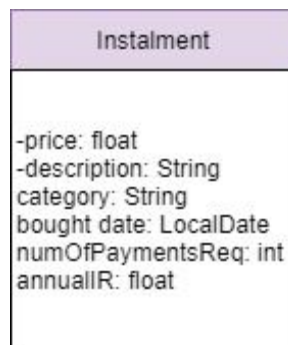 Instalment
-price: float
-description: String
category: String
bought date: LocalDate
numOfPaymentsReq: int
annualIR: float